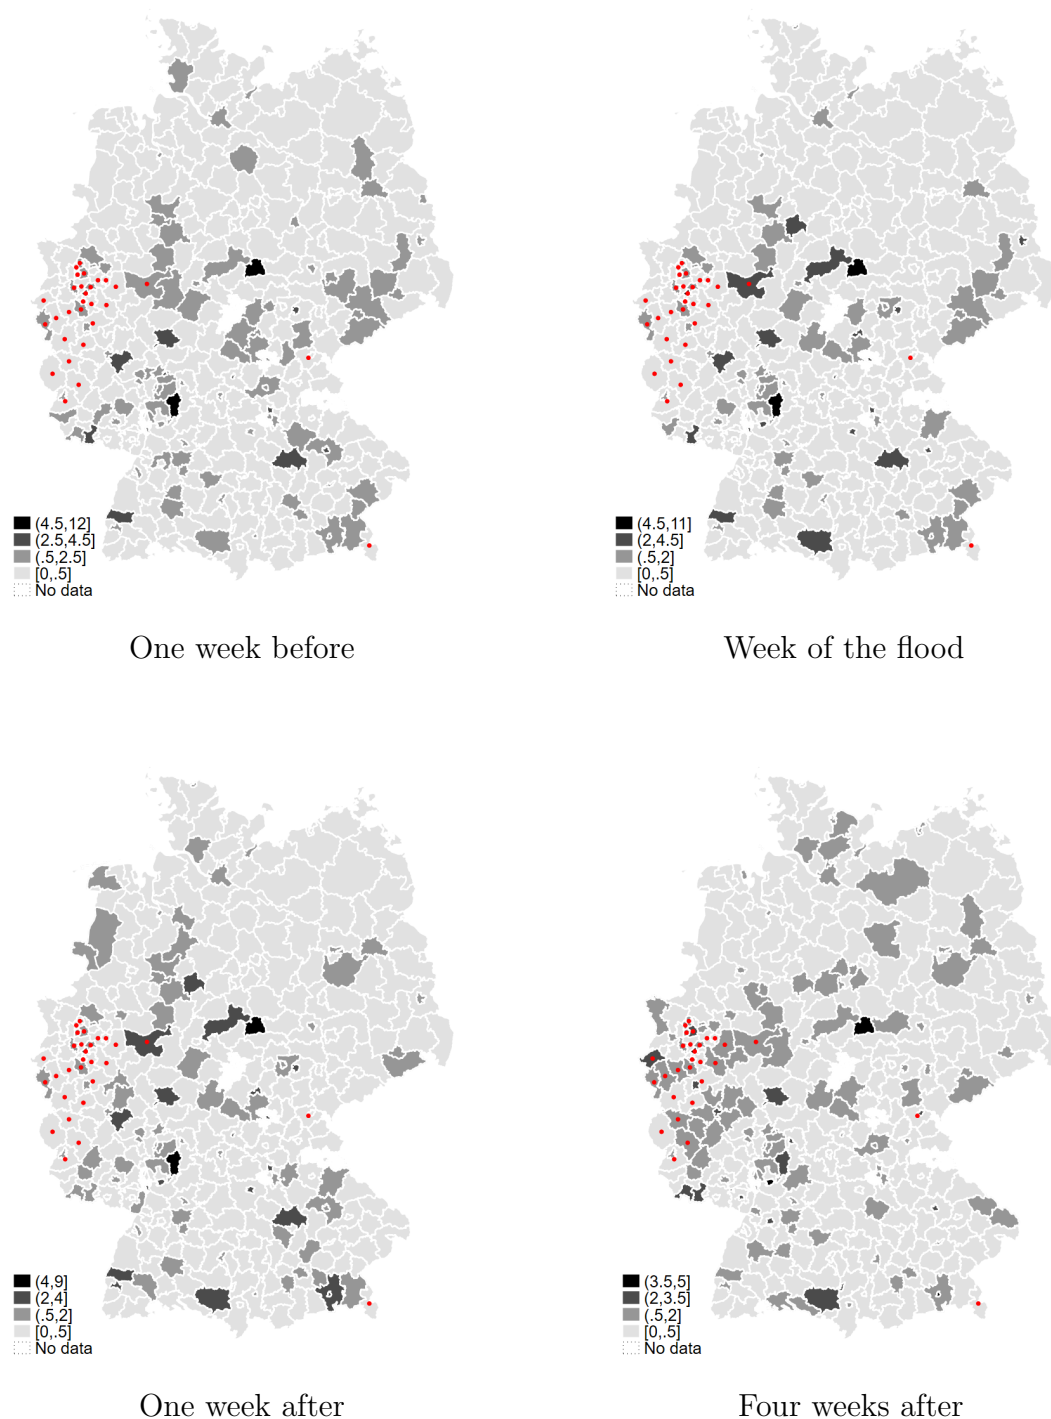 (4.5,12]
(2.5,4.5]
(.5,2.5]
[0,.5]
No data
One week before
(4.5,11]
(2,4.5]
(.5,2]
[0,.5]
No data
Week of the flood
(4,9]
(2,4]
(.5,2]
[0,.5]
No data
One week after
(3.5,5]
(2,3.5]
(.5,2]
[0,.5]
No data
Four weeks after